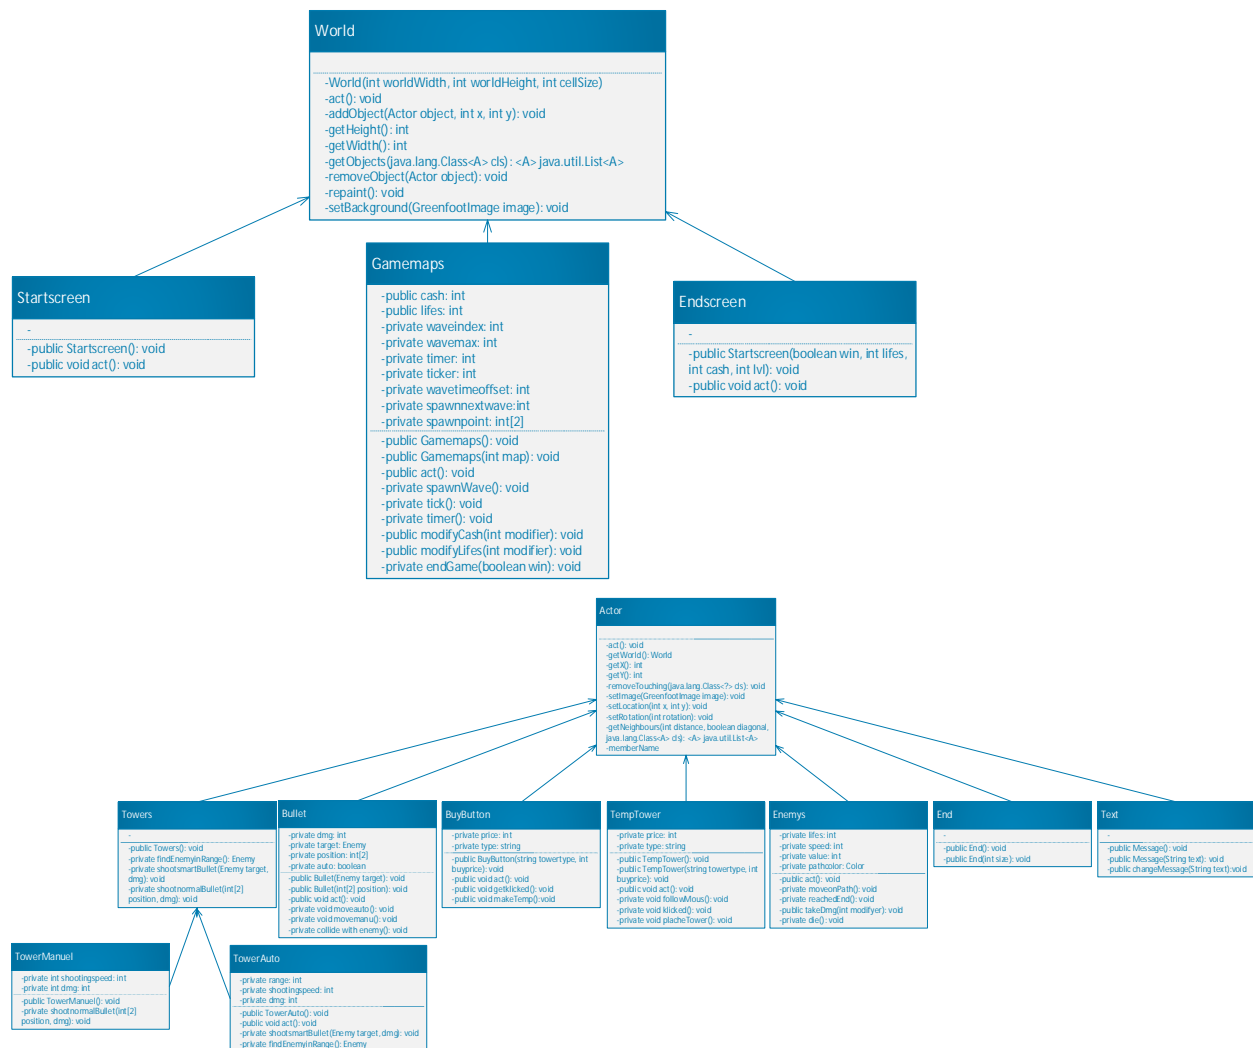 World
-World(int worldWidth, int worldHeight, int cellSize)
-act(): void
-addObject(Actor object, int x, int y): void
-getHeight(): int
-getWidth(): int
-getObjects(java.lang.Class<A> cls): <A> java.util.List<A>
-removeObject(Actor object): void
-repaint(): void
-setBackground(GreenfootImage image): void
Startscreen
-
-public Startscreen(): void
-public void act(): void
Gamemaps
-public cash: int
-public lifes: int
-private waveindex: int
-private wavemax: int
-private timer: int
-private ticker: int
-private wavetimeoffset: int
-private spawnnextwave:int
-private spawnpoint: int[2]
-public Gamemaps(): void
-public Gamemaps(int map): void
-public act(): void
-private spawnWave(): void
-private tick(): void
-private timer(): void
-public modifyCash(int modifier): void
-public modifyLifes(int modifier): void
-private endGame(boolean win): void
Endscreen
-
-public Startscreen(boolean win, int lifes,
int cash, int lvl): void
-public void act(): void
Actor
-act(): void
-getWorld(): World
-getX(): int
-getY(): int
-removeTouching(java.lang.Class<?> cls): void
-setImage(GreenfootImage image): void
-setLocation(int x, int y): void
-setRotation(int rotation): void
-getNeighbours(int distance, boolean diagonal,
java.lang.Class<A> cls): <A> java.util.List<A>
-memberName
Towers
-
-public Towers(): void
-private findEnemyinRange(): Enemy
-private shootsmartBullet(Enemy target,
dmg): void
-private shootnormalBullet(int[2]
position, dmg): void
Bullet
-private dmg: int
-private target: Enemy
-private position: int[2]
-private auto: boolean
-public Bullet(Enemy target): void
-public Bullet(int[2] position): void
-public void act(): void
-private void moveauto(): void
-private void movemanu(): void
-private collide with enemy(): void
BuyButton
-private price: int
-private type: string
-public BuyButton(string towertype, int
buyprice): void
-public void act(): void
-public void getklicked(): void
-public void makeTemp(): void
TempTower
-private price: int
-private type: string
-public TempTower(): void
-public TempTower(string towertype, int
buyprice): void
-public void act(): void
-private void followMous(): void
-private void klicked(): void
-private void placheTower(): void
Enemys
-private lifes: int
-private speed: int
-private value: int
-private pathcolor: Color
-public act(): void
-private moveonPath(): void
-private reachedEnd(): void
-public takeDmg(int modifyer): void
-private die(): void
End
-
-public End(): void
-public End(int size): void
Text
-
-public Message(): void
-public Message(String text): void
-public changeMessage(String text):void
TowerManuel
-private int shootingspeed: int
-private int dmg: int
-public TowerManuel(): void
-private shootnormalBullet(int[2]
position, dmg): void
TowerAuto
-private range: int
-private shootingspeed: int
-private dmg: int
-public TowerAuto(): void
-public void act(): void
-private shootsmartBullet(Enemy target, dmg): void
-private findEnemyinRange(): Enemy